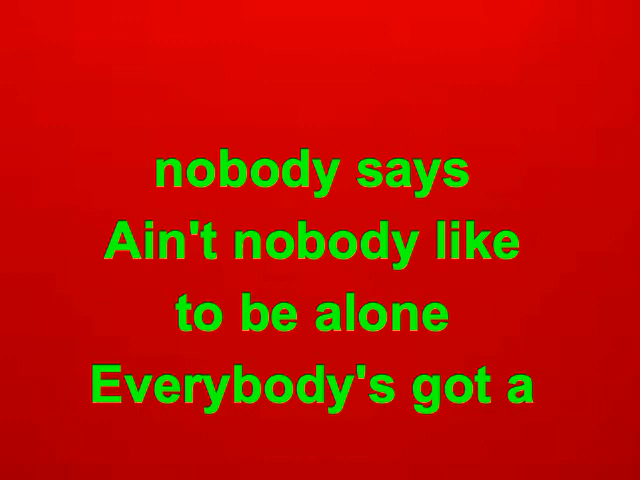 nobody says
Ain't nobody like
to be alone
Everybody's got a